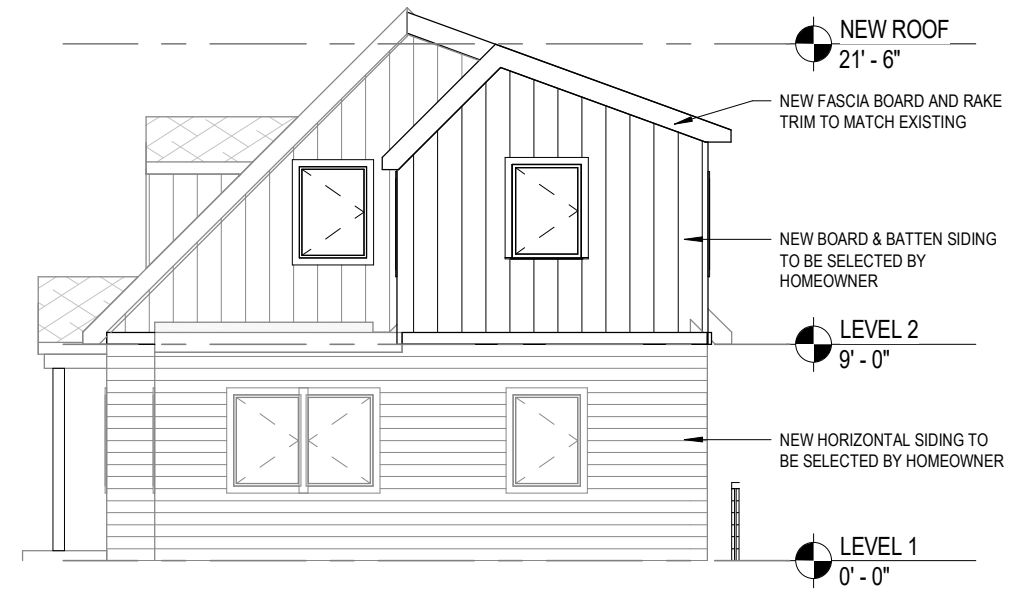 NEW ROOF
21' - 6"
NEW FASCIA BOARD AND RAKE
TRIM TO MATCH EXISTING
NEW BOARD & BATTEN SIDING
TO BE SELECTED BY
HOMEOWNER
LEVEL 2
9' - 0"
NEW HORIZONTAL SIDING TO
BE SELECTED BY HOMEOWNER
LEVEL 1
0' - 0"